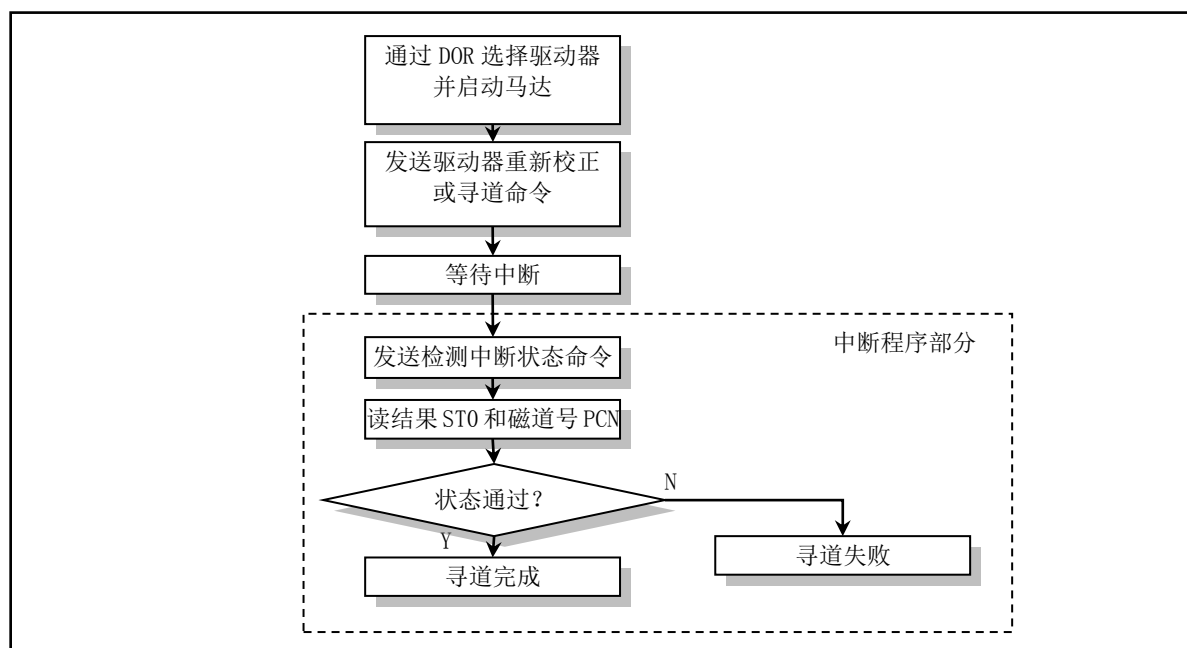 通过 DOR 选择驱动器
并启动马达
发送驱动器重新校正
或寻道命令
等待中断
中断程序部分
发送检测中断状态命令
读结果 ST0 和磁道号 PCN
状态通过？
N
Y
寻道完成
寻道失败